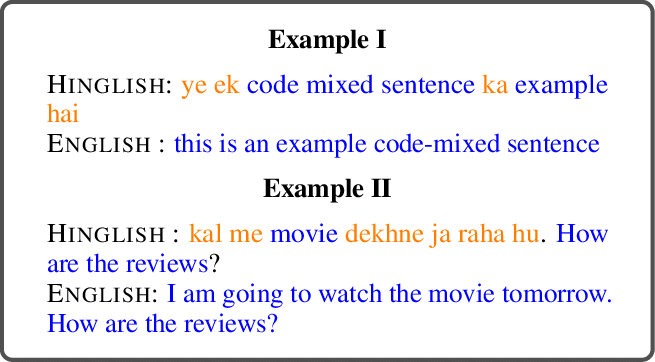 Example I
HINGLISH: ye ek code mixed sentence ka example
hai
ENGLISH : this is an example code-mixed sentence
Example II
HINGLISH : kal me movie dekhne ja raha hu. How
are the reviews?
ENGLISH: I am going to watch the movie tomorrow.
How are the reviews?